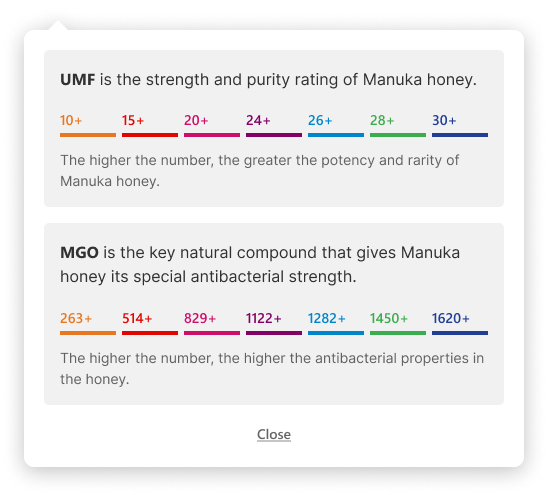 UMF is the strength and purity rating of Manuka honey.
10+ 15+ 20+ 24+ 26+ 28+ 30+
The higher the number, the greater the potency and rarity of
Manuka honey.
MGO is the key natural compound that gives Manuka
honey its special antibacterial strength.
263+ 514+ 829+ 1122+ 1282+ 1450+ 1620+
The higher the number, the higher the antibacterial properties in
the honey.
Close